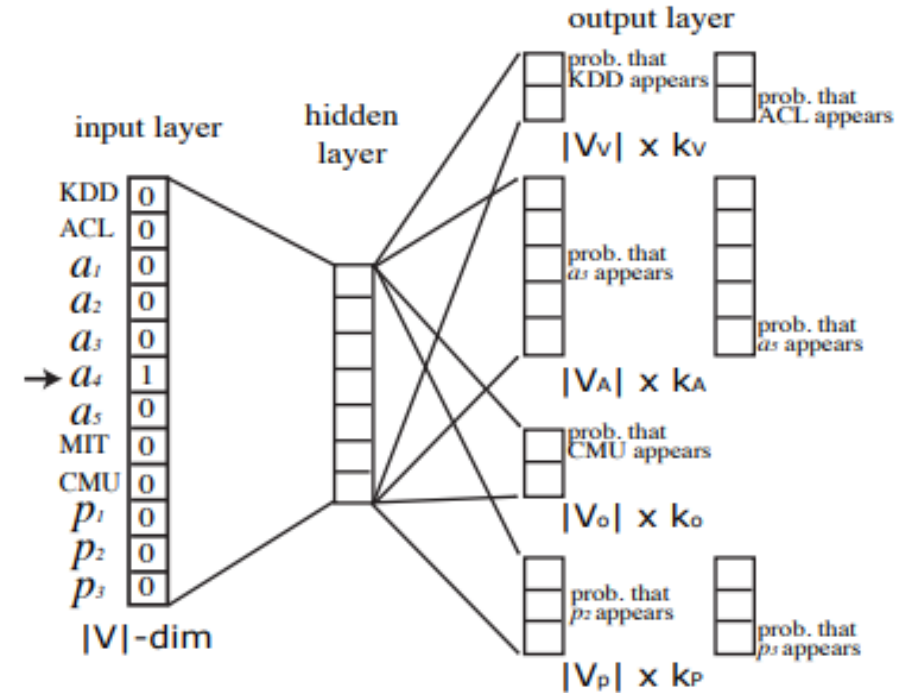 input layer
KDD 0
ACL 0
a1 0
a2 0
a3 0
a4 1
a5 0
MIT 0
CMU 0
p1 0
p2 0
p3 0
|V|-dim
hidden
layer
output layer
prob. that
KDD appears
prob. that
ACL appears
|Vv| x kv
prob. that
a3 appears
prob. that
a5 appears
|VA| x kA
prob. that
CMU appears
|Vo| x ko
prob. that
p2 appears
prob. that
p3 appears
|Vp| x kP